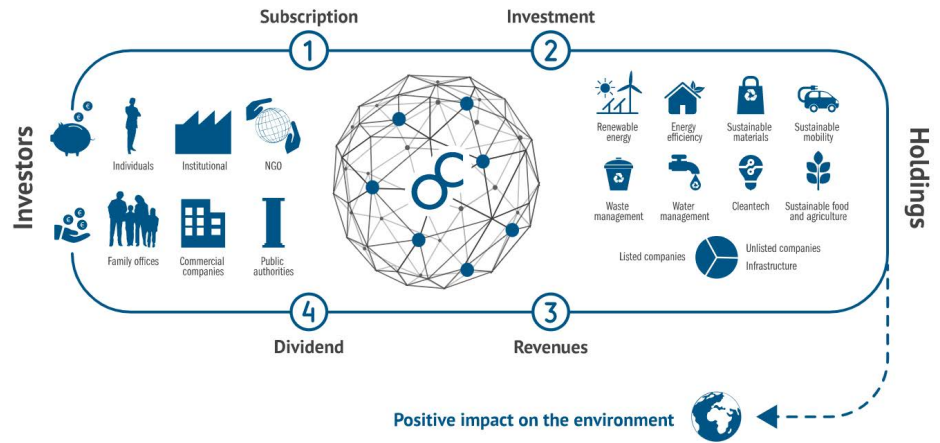 Subscription
Investment
1
2
Investors
Individuals
Institutional
NGO
Family offices
Commercial
companies
Public
authorities
Renewable
energy
Energy
efficiency
Sustainable
materials
Sustainable
mobility
Waste
management
Water
management
Cleantech
Sustainable food
and agriculture
Listed companies
Unlisted companies
Infrastructure
Holdings
4
3
Dividend
Revenues
Positive impact on the environment